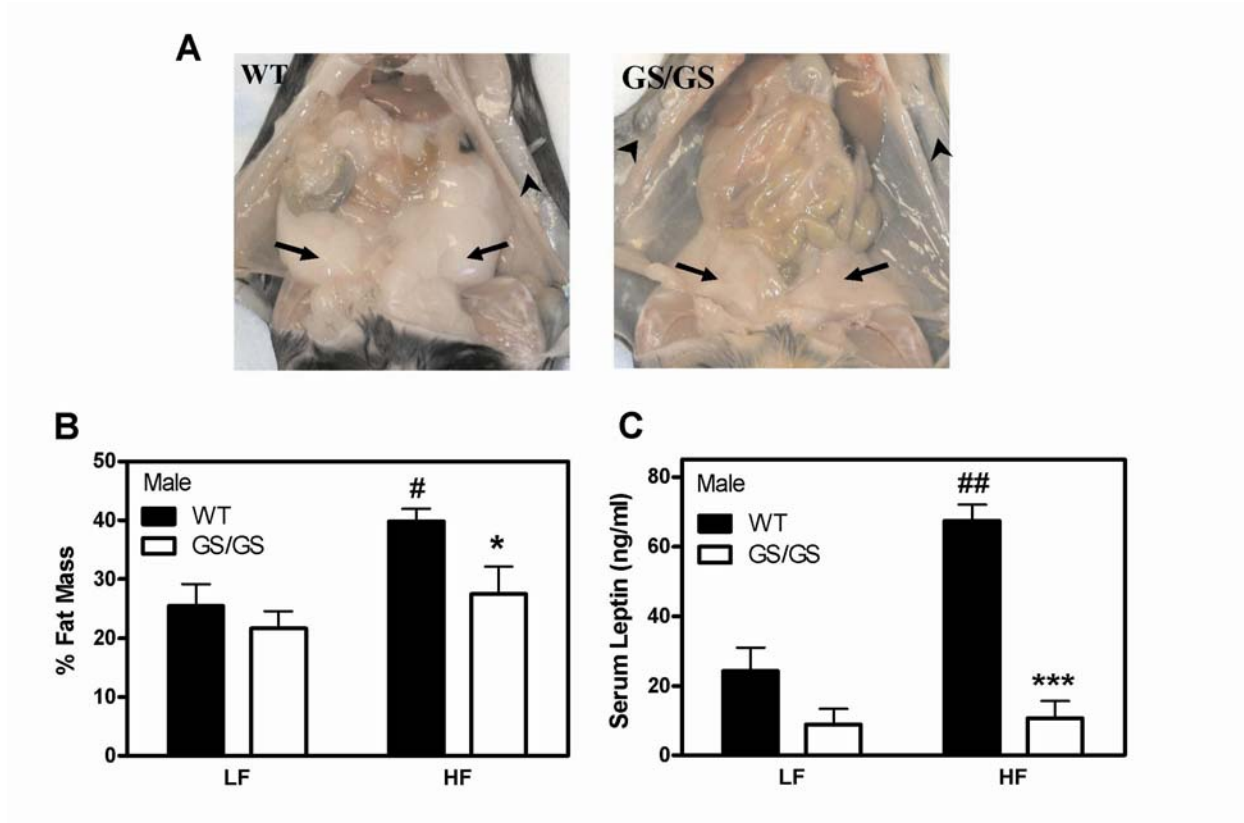 A
WT
GS/GS
B
50
40
30
20
10
0
% Fat Mass
Male
WT
GS/GS
#
*
LF
HF
C
80
60
40
20
0
Serum Leptin (ng/ml)
Male
WT
GS/GS
##
***
LF
HF